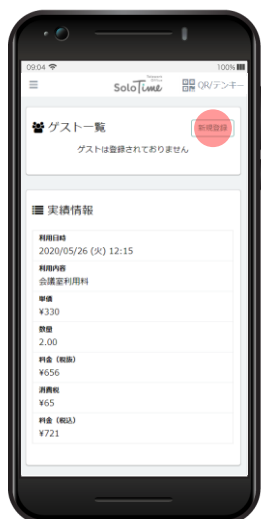 09:04 100%
Personal Office
SoloTime QR/テンキー
ゲスト一覧 新規登録
ゲストは登録されておりません
実績情報
利用日時
2020/05/26 (火) 12:15
利用内容
会議室利用料
単価
¥330
数量
2.00
料金（税抜）
¥656
消費税
¥65
料金（税込）
¥721